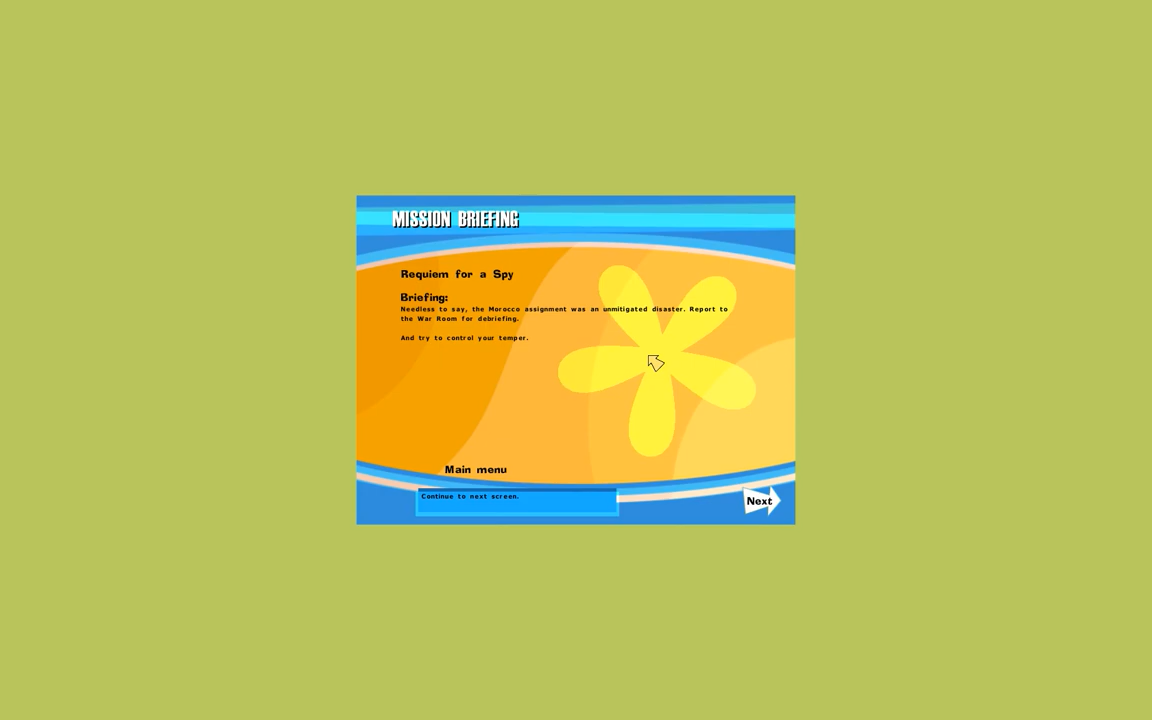 MISSION BRIEFING
Requiem for a Spy
Briefing:
Needless to say, the Morocco assignment was an unmitigated disaster. Report to
the War Room for debriefing.
And try to control your temper.
Main menu
Continue to next screen.
Next